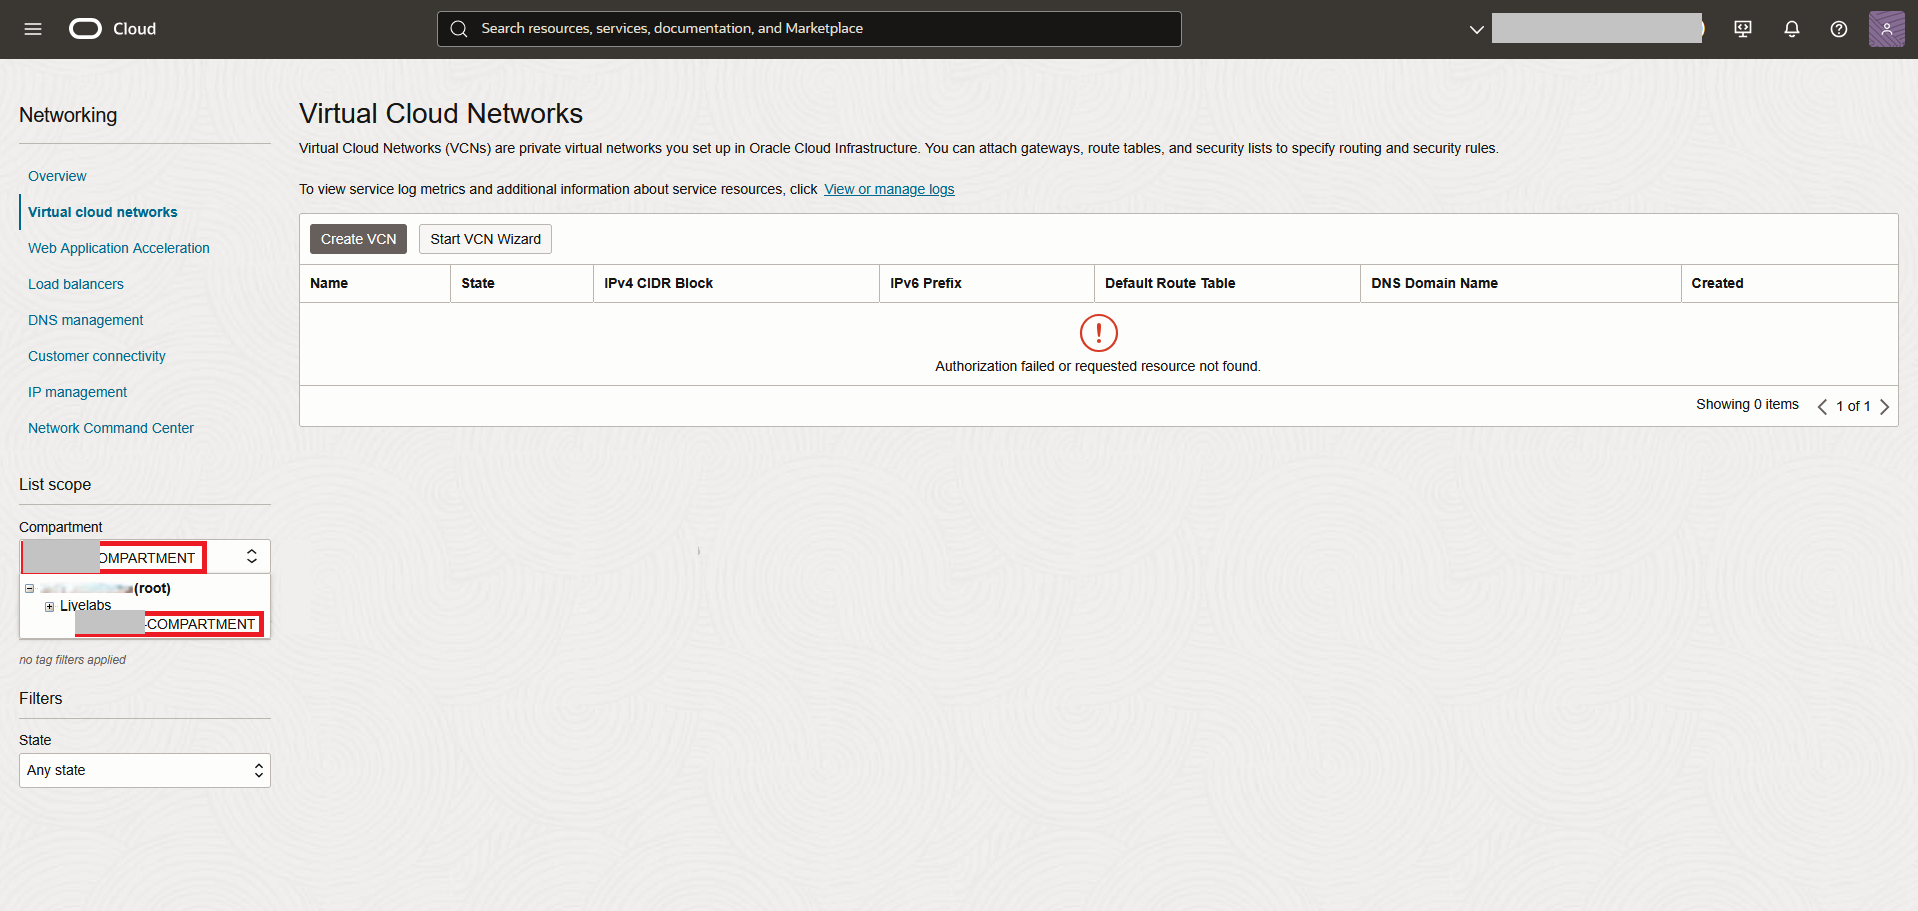 Cloud
Search resources, services, documentation, and Marketplace
Networking
Overview
Virtual cloud networks
Web Application Acceleration
Load balancers
DNS management
Customer connectivity
IP management
Network Command Center
List scope
Compartment
OMPARTMENT
(root)
Livelabs
-COMPARTMENT
no tag filters applied
Filters
State
Any state
Virtual Cloud Networks
Virtual Cloud Networks (VCNs) are private virtual networks you set up in Oracle Cloud Infrastructure. You can attach gateways, route tables, and security lists to specify routing and security rules.
To view service log metrics and additional information about service resources, click View or manage logs
Create VCN Start VCN Wizard
Name State IPv4 CIDR Block IPv6 Prefix Default Route Table DNS Domain Name Created
Authorization failed or requested resource not found.
Showing 0 items 1 of 1